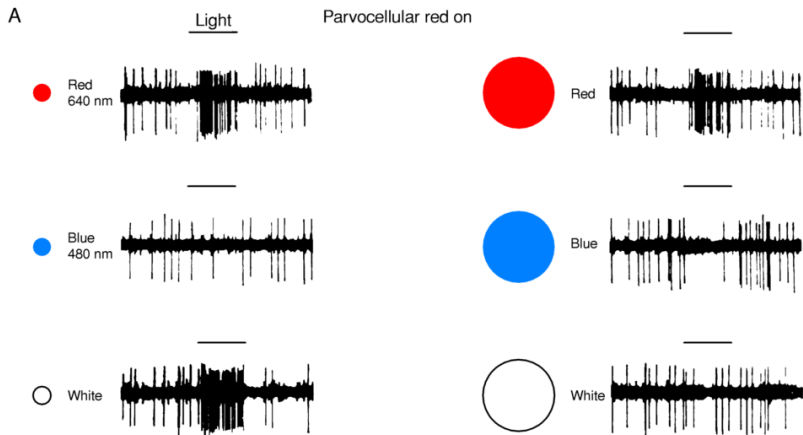 A
Parvocellular red on
Light
Red
640 nm
Red
Blue
480 nm
Blue
White
White